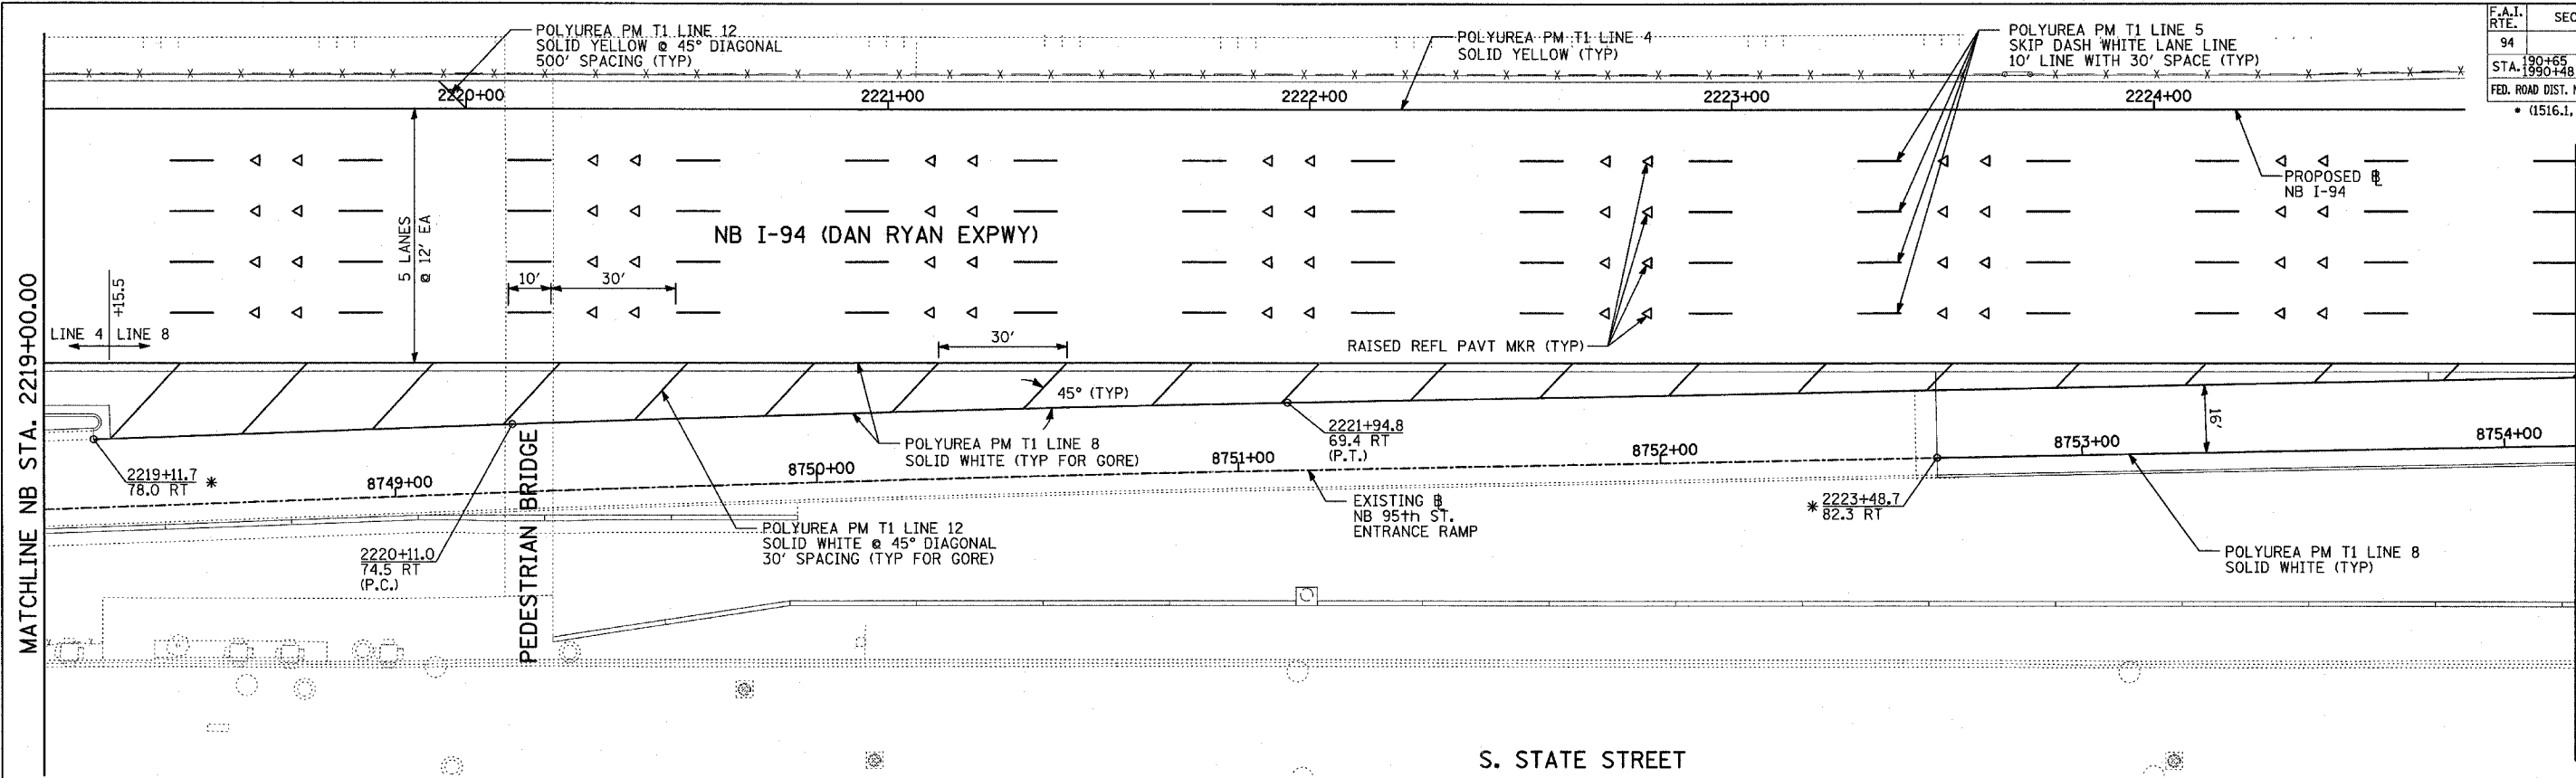 POLYUREA PM T1 LINE 12
SOLID YELLOW @ 45° DIAGONAL
500' SPACING (TYP)
POLYUREA PM T1 LINE 4
SOLID YELLOW (TYP)
POLYUREA PM T1 LINE 5
SKIP DASH WHITE LANE LINE
10' LINE WITH 30' SPACE (TYP)
F.A.I.
RTE.
SEC
94
STA. 190+65
1990+48
FED. ROAD DIST. N
* (1516.1,
2220+00
2221+00
2222+00
2223+00
2224+00
PROPOSED ⅊
NB I-94
5 LANES
@ 12' EA
NB I-94 (DAN RYAN EXPWY)
10'
30'
+15.5
LINE 4
LINE 8
MATCHLINE NB STA. 2219+00.00
30'
RAISED REFL PAVT MKR (TYP)
45° (TYP)
16'
2219+11.7 *
78.0 RT
8749+00
8750+00
8751+00
8752+00
8753+00
8754+00
POLYUREA PM T1 LINE 8
SOLID WHITE (TYP FOR GORE)
2221+94.8
69.4 RT
(P.T.)
PEDESTRIAN BRIDGE
EXISTING ⅊
NB 95th ST.
ENTRANCE RAMP
* 2223+48.7
82.3 RT
2220+11.0
74.5 RT
(P.C.)
POLYUREA PM T1 LINE 12
SOLID WHITE @ 45° DIAGONAL
30' SPACING (TYP FOR GORE)
POLYUREA PM T1 LINE 8
SOLID WHITE (TYP)
S. STATE STREET